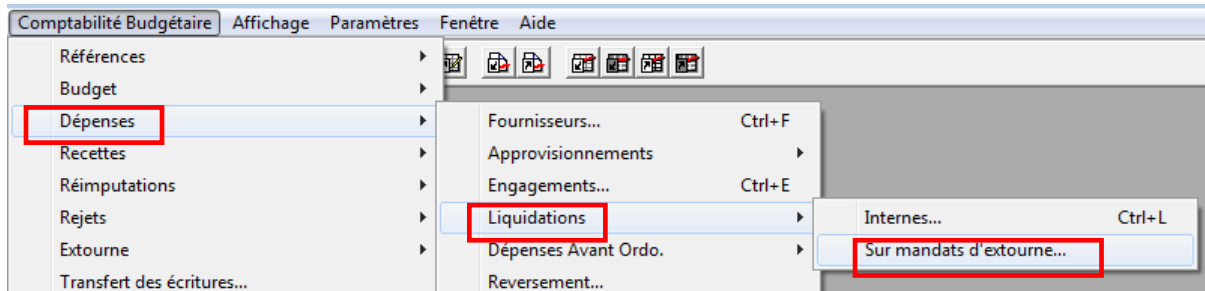 Comptabilité Budgétaire Affichage Paramètres Fenêtre Aide
Références
Budget
Dépenses
Recettes
Réimputations
Rejets
Extourne
Transfert des écritures...
Fournisseurs... Ctrl+F
Approvisionnements
Engagements... Ctrl+E
Liquidations
Dépenses Avant Ordo.
Reversement...
Internes... Ctrl+L
Sur mandats d'extourne...